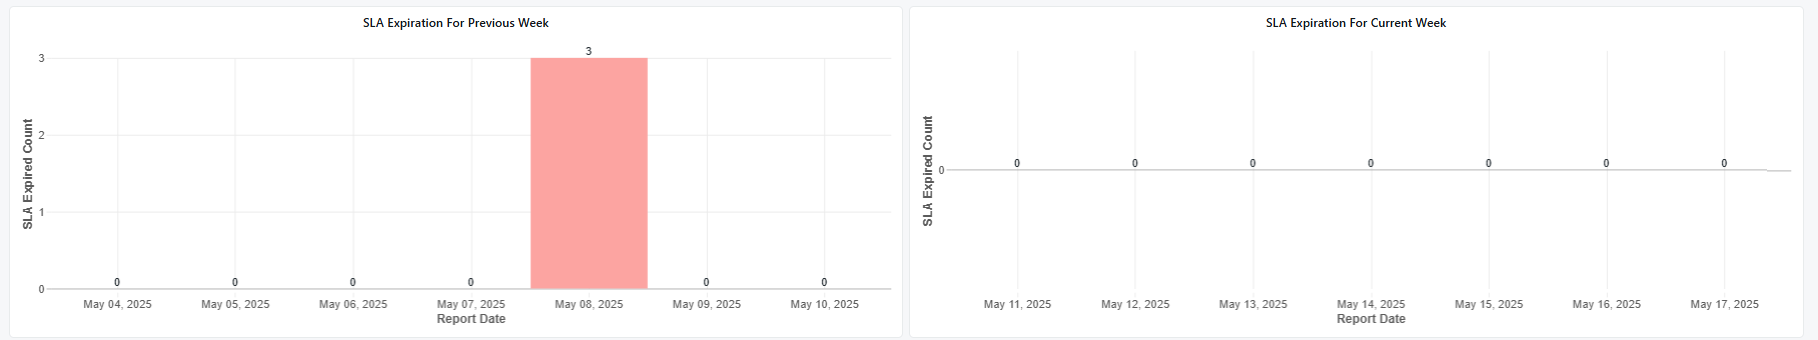 SLA Expiration For Previous Week
3
3
2
1
0
0
0
0
0
0
0
SLA Expired Count
May 04, 2025
May 05, 2025
May 06, 2025
May 07, 2025
May 08, 2025
May 09, 2025
May 10, 2025
Report Date
SLA Expiration For Current Week
0
0
0
0
0
0
0
0
SLA Expired Count
May 11, 2025
May 12, 2025
May 13, 2025
May 14, 2025
May 15, 2025
May 16, 2025
May 17, 2025
Report Date